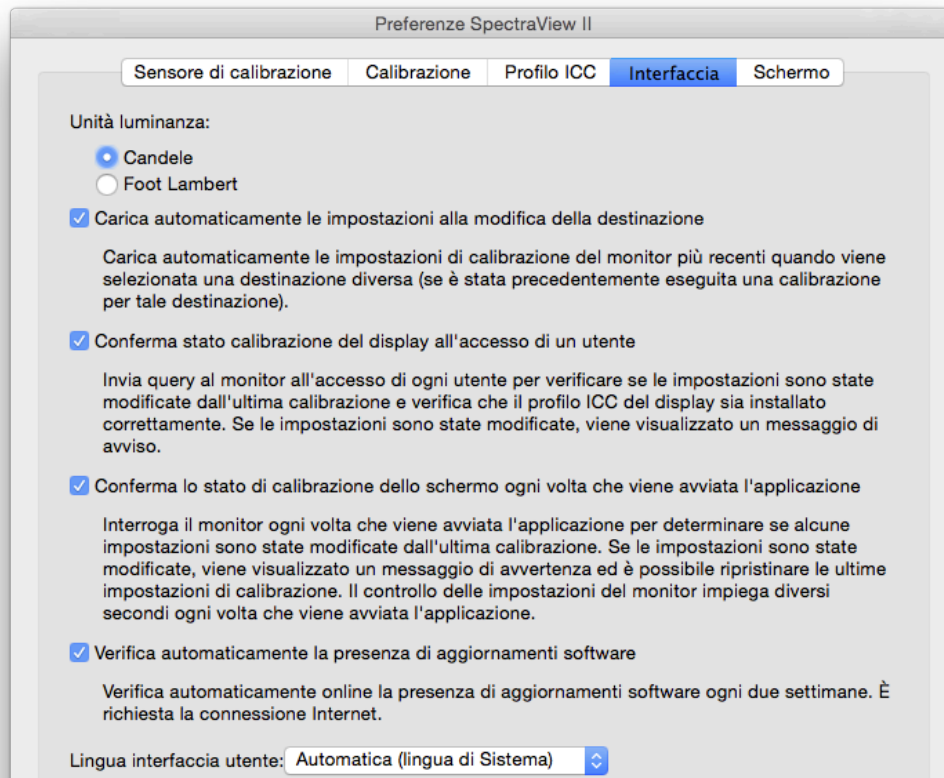 Preferenze SpectraView II
Sensore di calibrazione Calibrazione Profilo ICC Interfaccia Schermo
Unità luminanza:
Candele
Foot Lambert
Carica automaticamente le impostazioni alla modifica della destinazione
Carica automaticamente le impostazioni di calibrazione del monitor più recenti quando viene
selezionata una destinazione diversa (se è stata precedentemente eseguita una calibrazione
per tale destinazione).
Conferma stato calibrazione del display all'accesso di un utente
Invia query al monitor all'accesso di ogni utente per verificare se le impostazioni sono state
modificate dall'ultima calibrazione e verifica che il profilo ICC del display sia installato
correttamente. Se le impostazioni sono state modificate, viene visualizzato un messaggio di
avviso.
Conferma lo stato di calibrazione dello schermo ogni volta che viene avviata l'applicazione
Interroga il monitor ogni volta che viene avviata l'applicazione per determinare se alcune
impostazioni sono state modificate dall'ultima calibrazione. Se le impostazioni sono state
modificate, viene visualizzato un messaggio di avvertenza ed è possibile ripristinare le ultime
impostazioni di calibrazione. Il controllo delle impostazioni del monitor impiega diversi
secondi ogni volta che viene avviata l'applicazione.
Verifica automaticamente la presenza di aggiornamenti software
Verifica automaticamente online la presenza di aggiornamenti software ogni due settimane. È
richiesta la connessione Internet.
Lingua interfaccia utente: Automatica (lingua di Sistema)